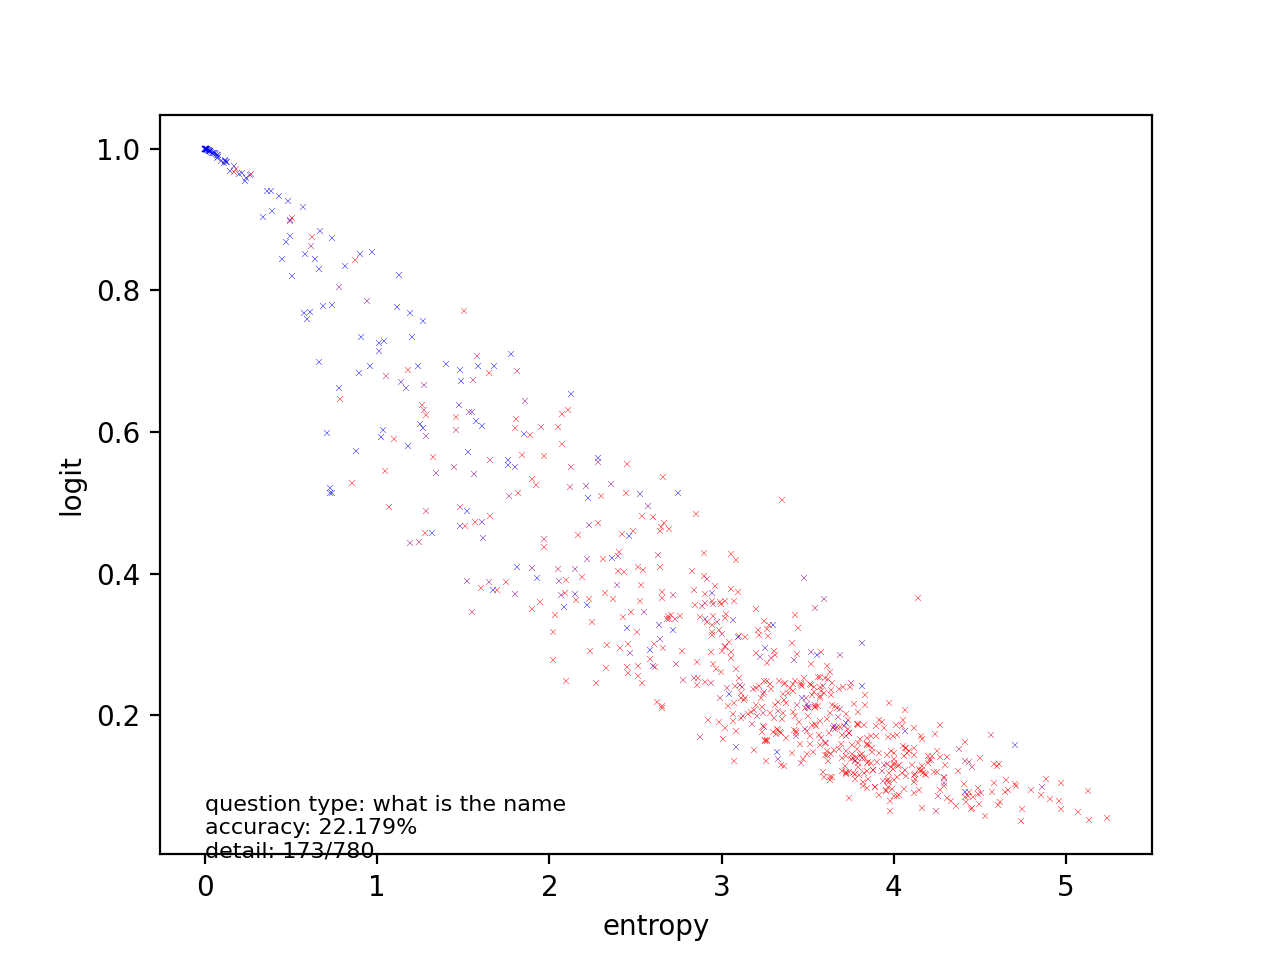 1.0
0.8
0.6
0.4
0.2
logit
question type: what is the name
accuracy: 22.179%
detail: 173/780
0 1 2 3 4 5
entropy